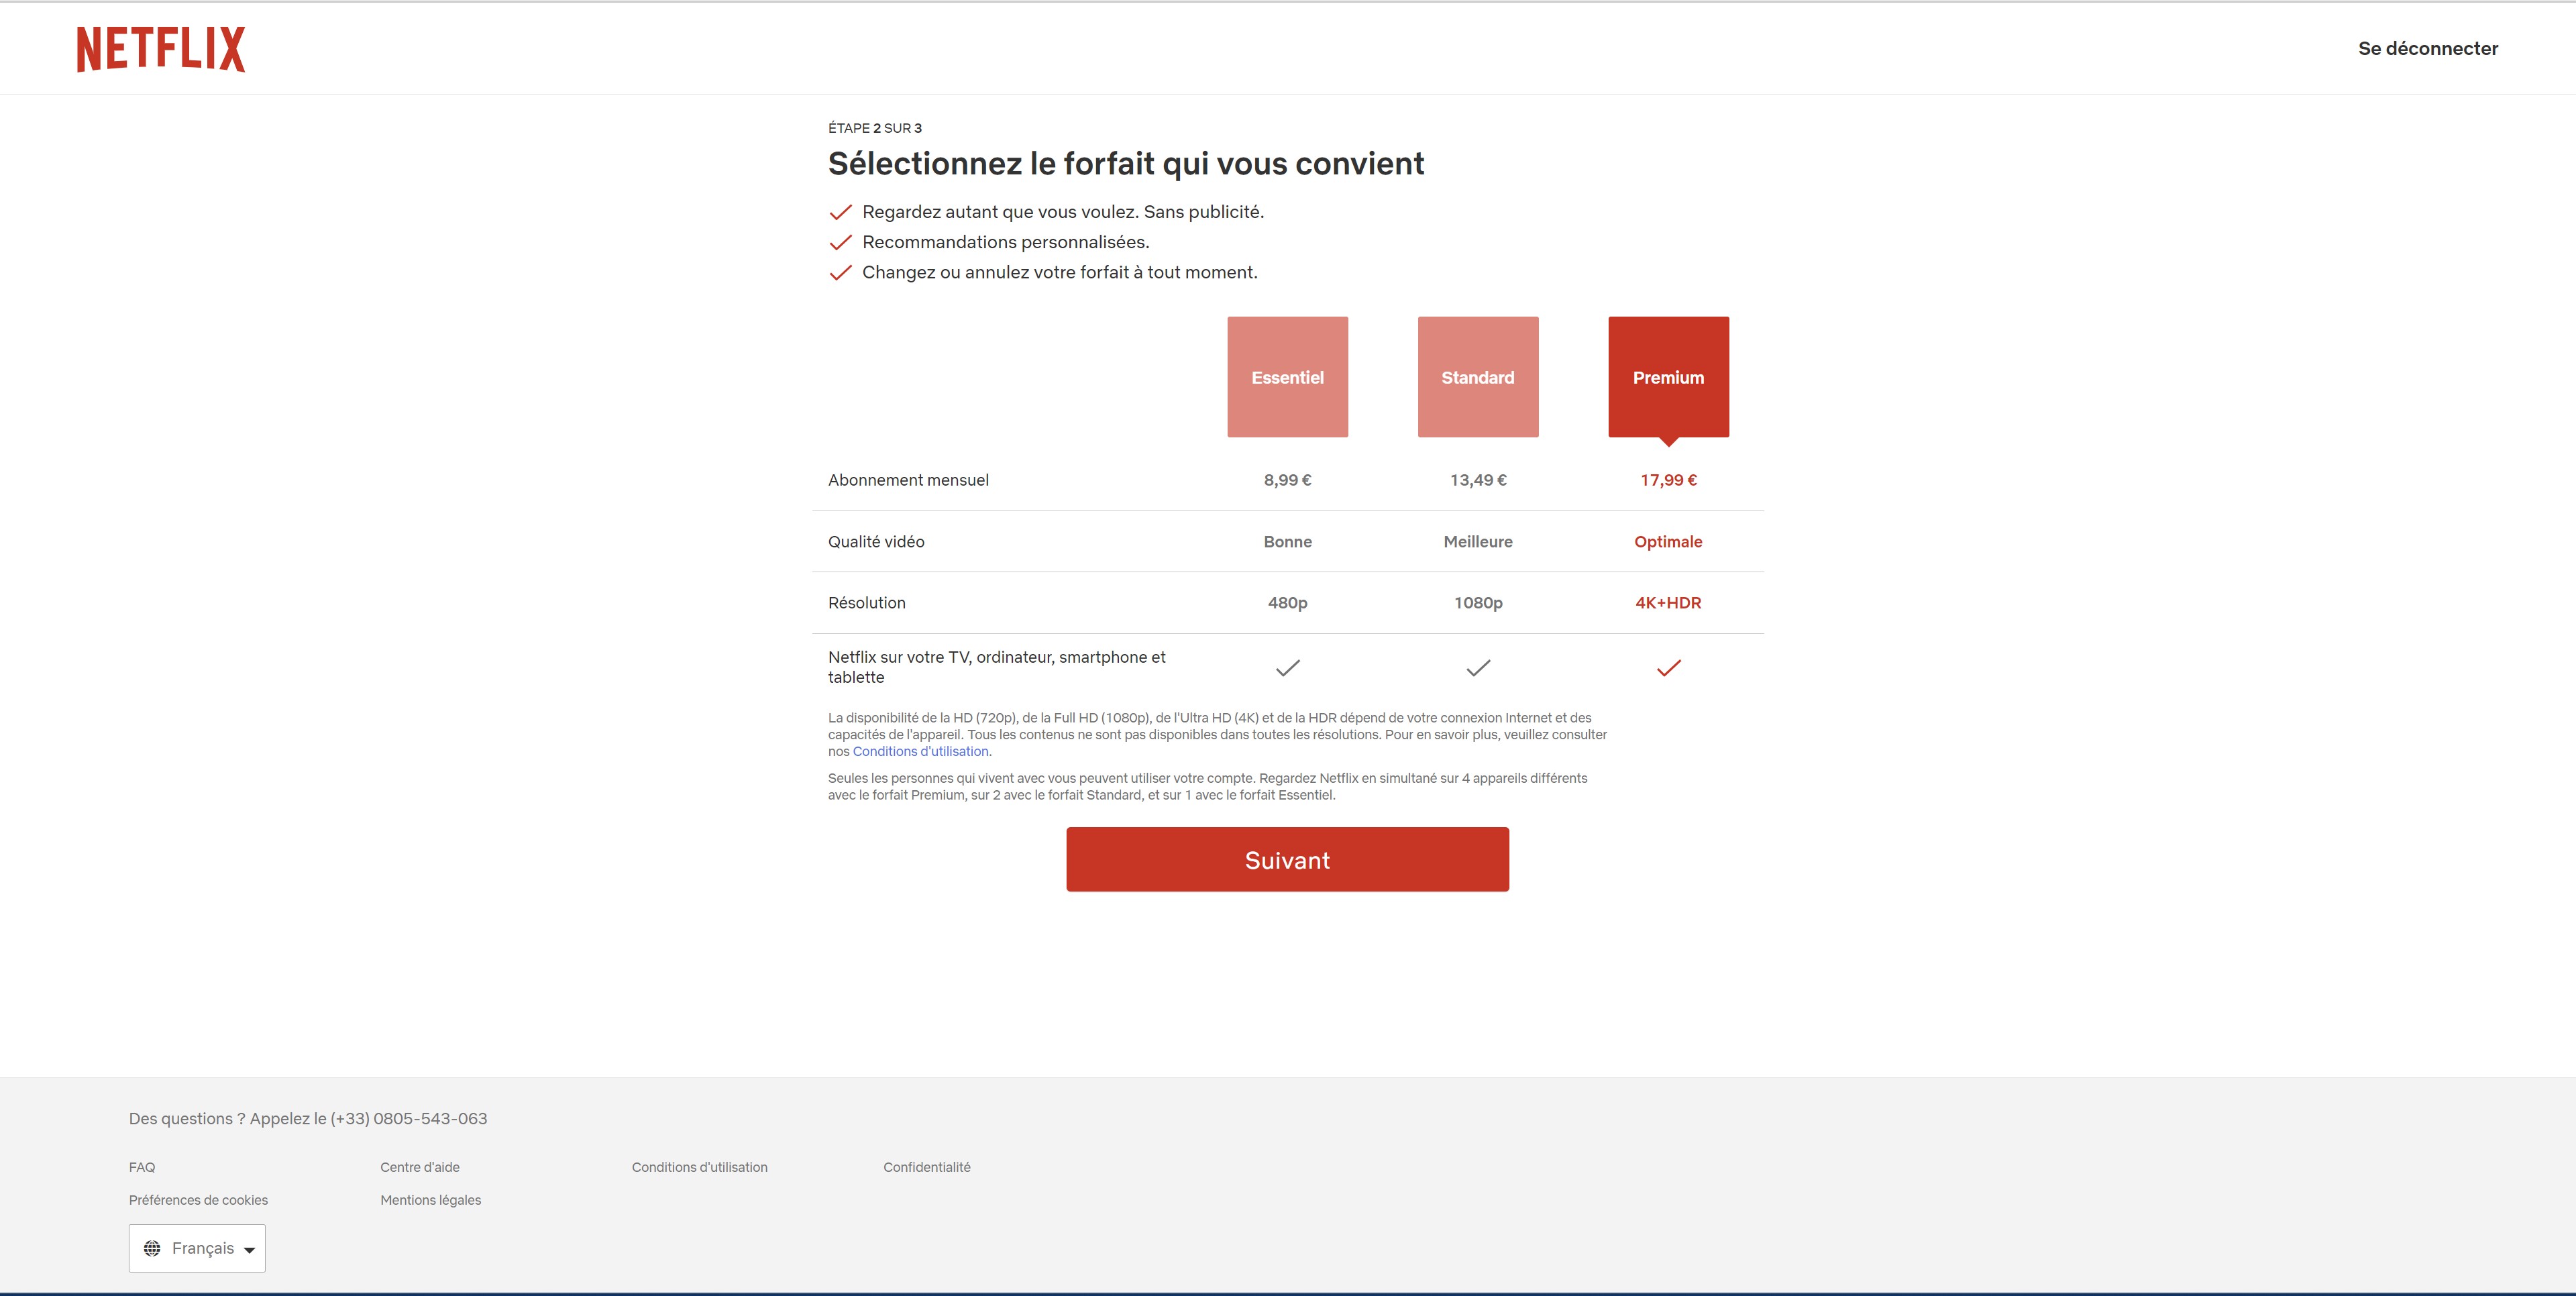 NETFLIX
Se déconnecter
ÉTAPE 2 SUR 3
Sélectionnez le forfait qui vous convient
Regardez autant que vous voulez. Sans publicité.
Recommandations personnalisées.
Changez ou annulez votre forfait à tout moment.
Essentiel Standard Premium
Abonnement mensuel 8,99 € 13,49 € 17,99 €
Qualité vidéo Bonne Meilleure Optimale
Résolution 480p 1080p 4K+HDR
Netflix sur votre TV, ordinateur, smartphone et
tablette
La disponibilité de la HD (720p), de la Full HD (1080p), de l'Ultra HD (4K) et de la HDR dépend de votre connexion Internet et des
capacités de l'appareil. Tous les contenus ne sont pas disponibles dans toutes les résolutions. Pour en savoir plus, veuillez consulter
nos Conditions d'utilisation.
Seules les personnes qui vivent avec vous peuvent utiliser votre compte. Regardez Netflix en simultané sur 4 appareils différents
avec le forfait Premium, sur 2 avec le forfait Standard, et sur 1 avec le forfait Essentiel.
Suivant
Des questions ? Appelez le (+33) 0805-543-063
FAQ Centre d'aide Conditions d'utilisation Confidentialité
Préférences de cookies Mentions légales
Français